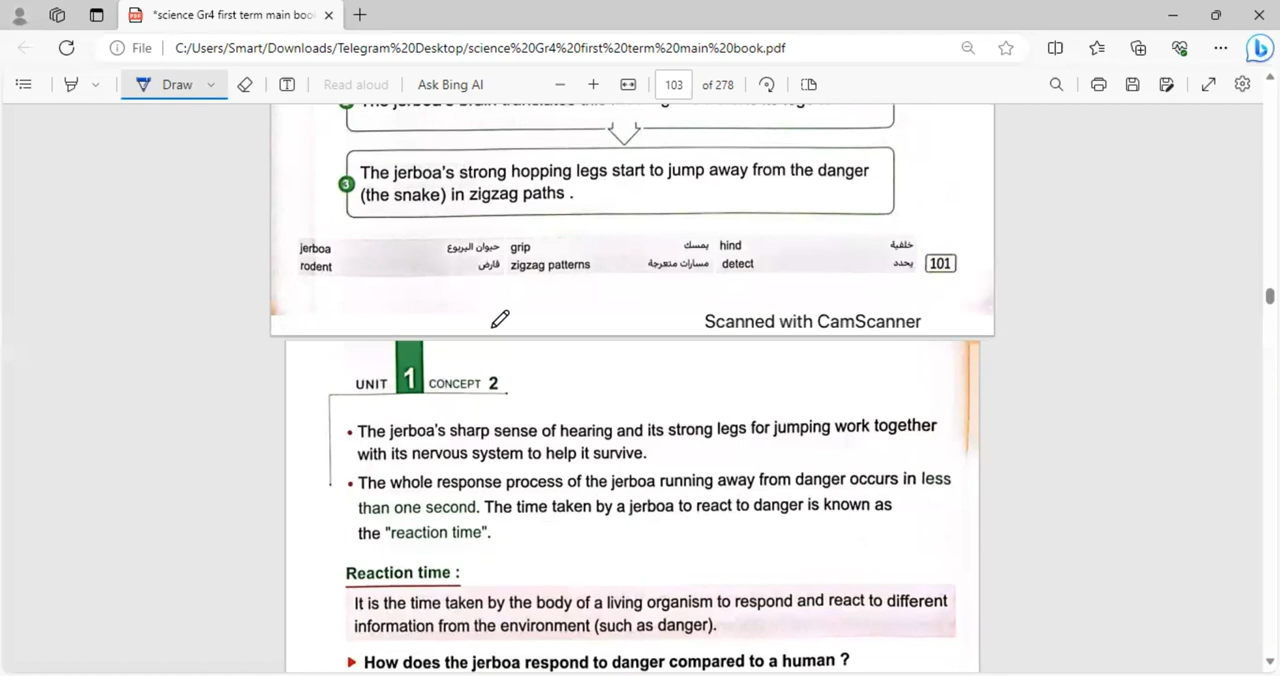 *science Gr4 first term main boo
File
C:/Users/Smart/Downloads/Telegram%20Desktop/science%20Gr4%20first%20term%20main%20book.pdf
Draw
Read aloud
Ask Bing AI
103 of 278
3 The jerboa's strong hopping legs start to jump away from the danger
(the snake) in zigzag paths .
jerboa حيوان اليربوع grip يمسك hind خلفية
rodent قارض zigzag patterns مسارات متعرجة detect يحدد 101
Scanned with CamScanner
UNIT 1 CONCEPT 2
• The jerboa's sharp sense of hearing and its strong legs for jumping work together
with its nervous system to help it survive.
• The whole response process of the jerboa running away from danger occurs in less
than one second. The time taken by a jerboa to react to danger is known as
the "reaction time".
Reaction time :
It is the time taken by the body of a living organism to respond and react to different
information from the environment (such as danger).
► How does the jerboa respond to danger compared to a human ?